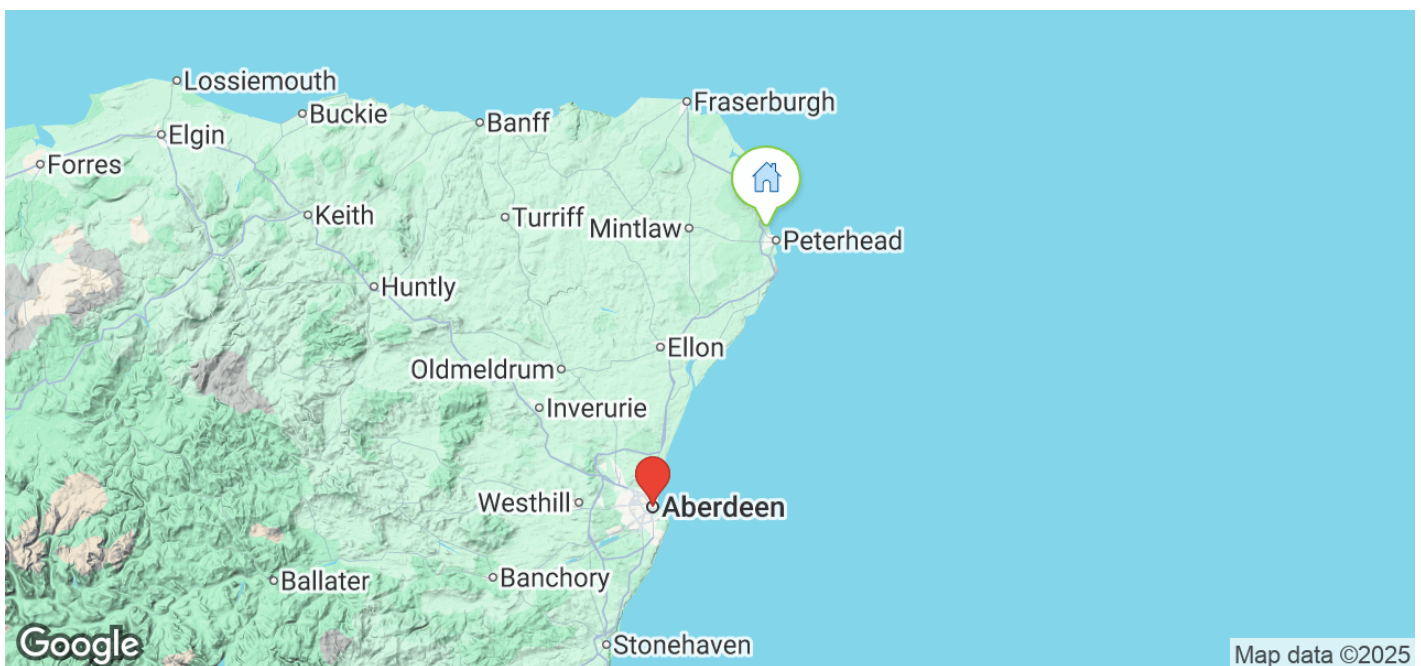 Lossiemouth
Fraserburgh
Buckie
Banff
Elgin
Forres
Keith
Turriff
Mintlaw
Peterhead
Huntly
Ellon
Oldmeldrum
Inverurie
Westhill
Aberdeen
Ballater
Banchory
Stonehaven
Google
Map data ©2025